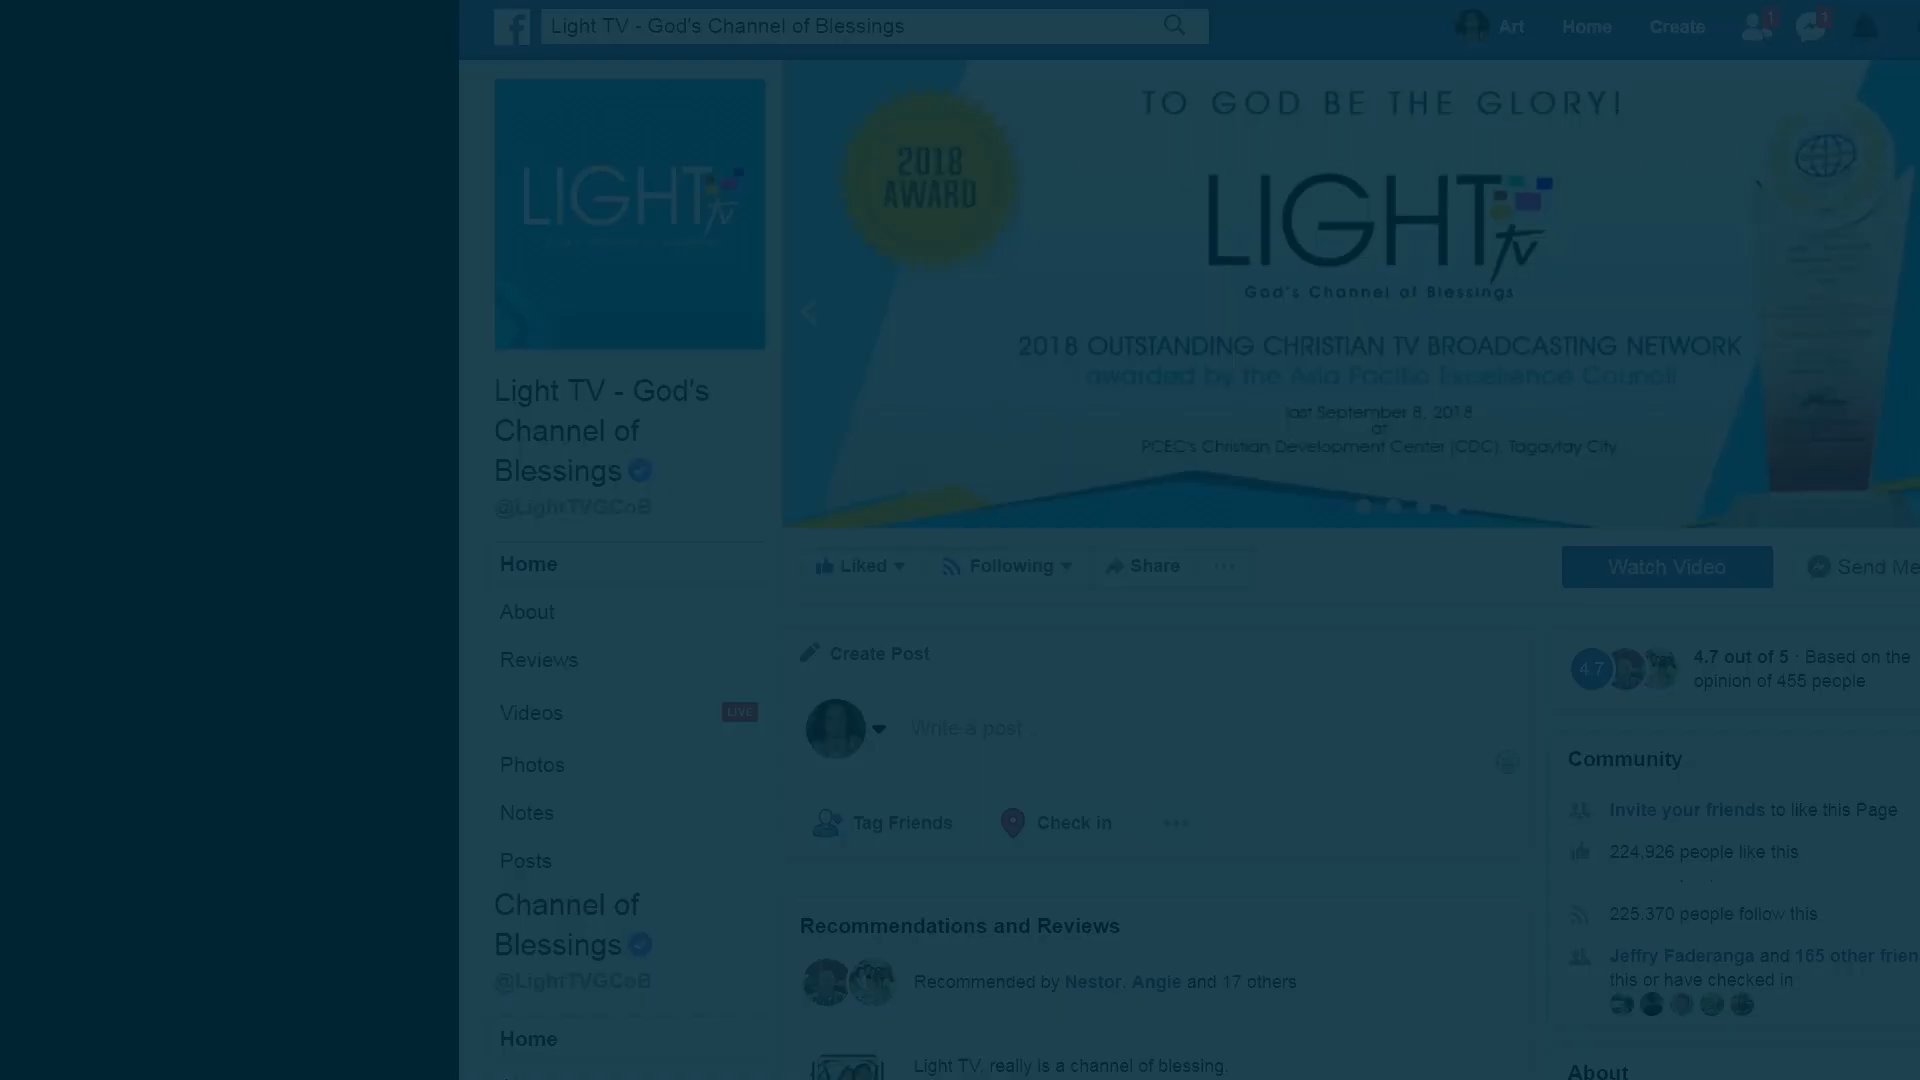 Light TV - God's Channel of Blessings
Art
Home
Create
1
1
LIGHT
tv
TO GOD BE THE GLORY!
2018
AWARD
LIGHT
tv
God's Channel of Blessings
2018 OUTSTANDING CHRISTIAN TV BROADCASTING NETWORK
awarded by the Asia Pacific Excellence Council
last September 8, 2018
at
PCEC's Christian Development Center (CDC), Tagaytay City
Light TV - God's
Channel of
Blessings
@LightTVGCoB
Liked
Following
Share
Watch Video
Send Me
Home
About
Reviews
Videos
LIVE
Photos
Notes
Posts
Channel of
Blessings
@LightTVGCoB
Home
Create Post
Write a post...
Tag Friends
Check in
Recommendations and Reviews
Recommended by Nestor, Angie and 17 others
Light TV, really is a channel of blessing.
4.7
4.7 out of 5 · Based on the
opinion of 455 people
Community
Invite your friends to like this Page
224,926 people like this
225,370 people follow this
Jeffry Faderanga and 165 other frien
this or have checked in
About